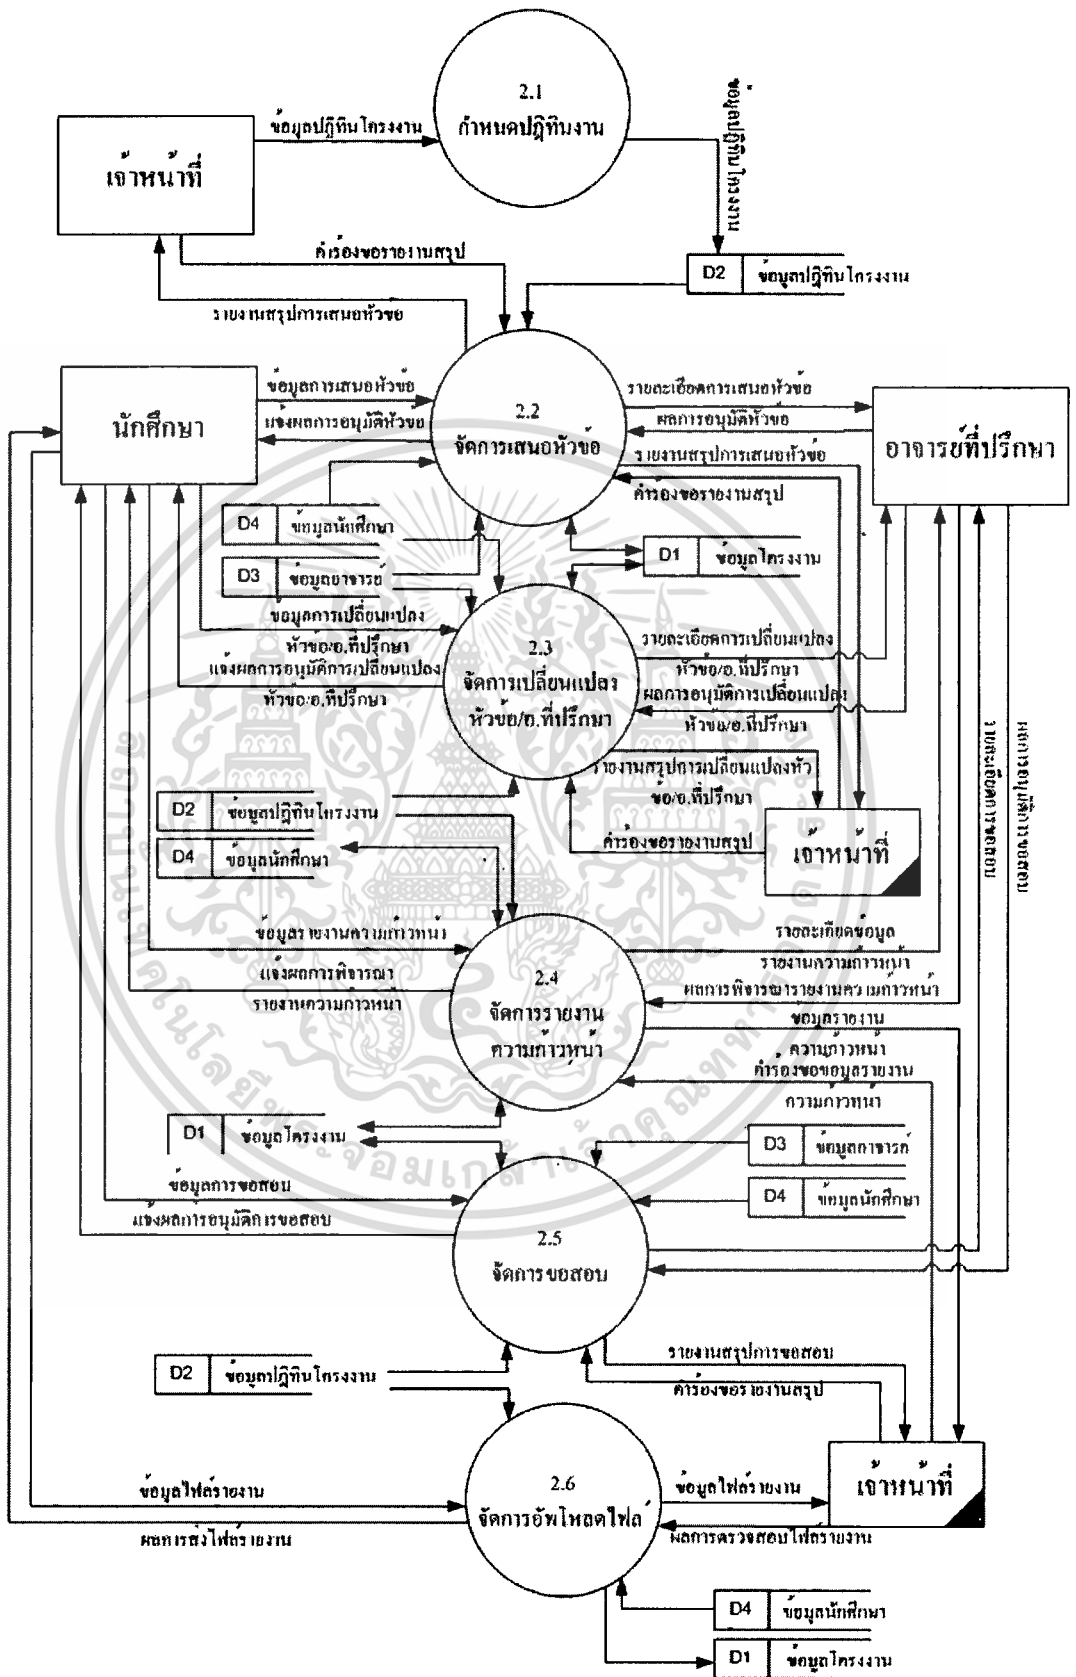 2.1
กำหนดปฏิทินงาน
ข้อมูลปฏิทินโครงงาน
ข้อมูลปฏิทินโครงงาน
เจ้าหน้าที่
คำร้องขอรายงานสรุป
D2 ข้อมูลปฏิทินโครงงาน
รายงานสรุปการเสนอหัวข้อ
นักศึกษา
ข้อมูลการเสนอหัวข้อ
แจ้งผลการอนุมัติหัวข้อ
2.2
จัดการเสนอหัวข้อ
รายละเอียดการเสนอหัวข้อ
ผลการอนุมัติหัวข้อ
รายงานสรุปการเสนอหัวข้อ
คำร้องขอรายงานสรุป
อาจารย์ที่ปรึกษา
D4 ข้อมูลนักศึกษา
D3 ข้อมูลอาจารย์
D1 ข้อมูลโครงงาน
ข้อมูลการเปลี่ยนแปลง
หัวข้อ/อ.ที่ปรึกษา
แจ้งผลการอนุมัติการเปลี่ยนแปลง
หัวข้อ/อ.ที่ปรึกษา
2.3
จัดการเปลี่ยนแปลง
หัวข้อ/อ.ที่ปรึกษา
รายละเอียดการเปลี่ยนแปลง
หัวข้อ/อ.ที่ปรึกษา
ผลการอนุมัติการเปลี่ยนแปลง
หัวข้อ/อ.ที่ปรึกษา
รายงานสรุปการเปลี่ยนแปลงหัว
ข้อ/อ.ที่ปรึกษา
คำร้องขอรายงานสรุป
เจ้าหน้าที่
รายละเอียดการขอสอบ
ผลการอนุมัติการขอสอบ
D2 ข้อมูลปฏิทินโครงงาน
D4 ข้อมูลนักศึกษา
ข้อมูลรายงานความก้าวหน้า
แจ้งผลการพิจารณา
รายงานความก้าวหน้า
2.4
จัดการรายงาน
ความก้าวหน้า
รายละเอียดข้อมูล
รายงานความก้าวหน้า
ผลการพิจารณารายงานความก้าวหน้า
ข้อมูลรายงาน
ความก้าวหน้า
คำร้องขอข้อมูลรายงาน
ความก้าวหน้า
D1 ข้อมูลโครงงาน
D3 ข้อมูลอาจารย์
D4 ข้อมูลนักศึกษา
ข้อมูลการขอสอบ
แจ้งผลการอนุมัติการขอสอบ
2.5
จัดการขอสอบ
D2 ข้อมูลปฏิทินโครงงาน
รายงานสรุปการขอสอบ
คำร้องขอรายงานสรุป
ข้อมูลไฟล์รายงาน
ผลการส่งไฟล์รายงาน
2.6
จัดการอัพโหลดไฟล์
ข้อมูลไฟล์รายงาน
ผลการตรวจสอบไฟล์รายงาน
เจ้าหน้าที่
D4 ข้อมูลนักศึกษา
D1 ข้อมูลโครงงาน
สถาบันเทคโนโลยีพระจอมเกล้าเจ้าคุณทหารลาดกระบัง